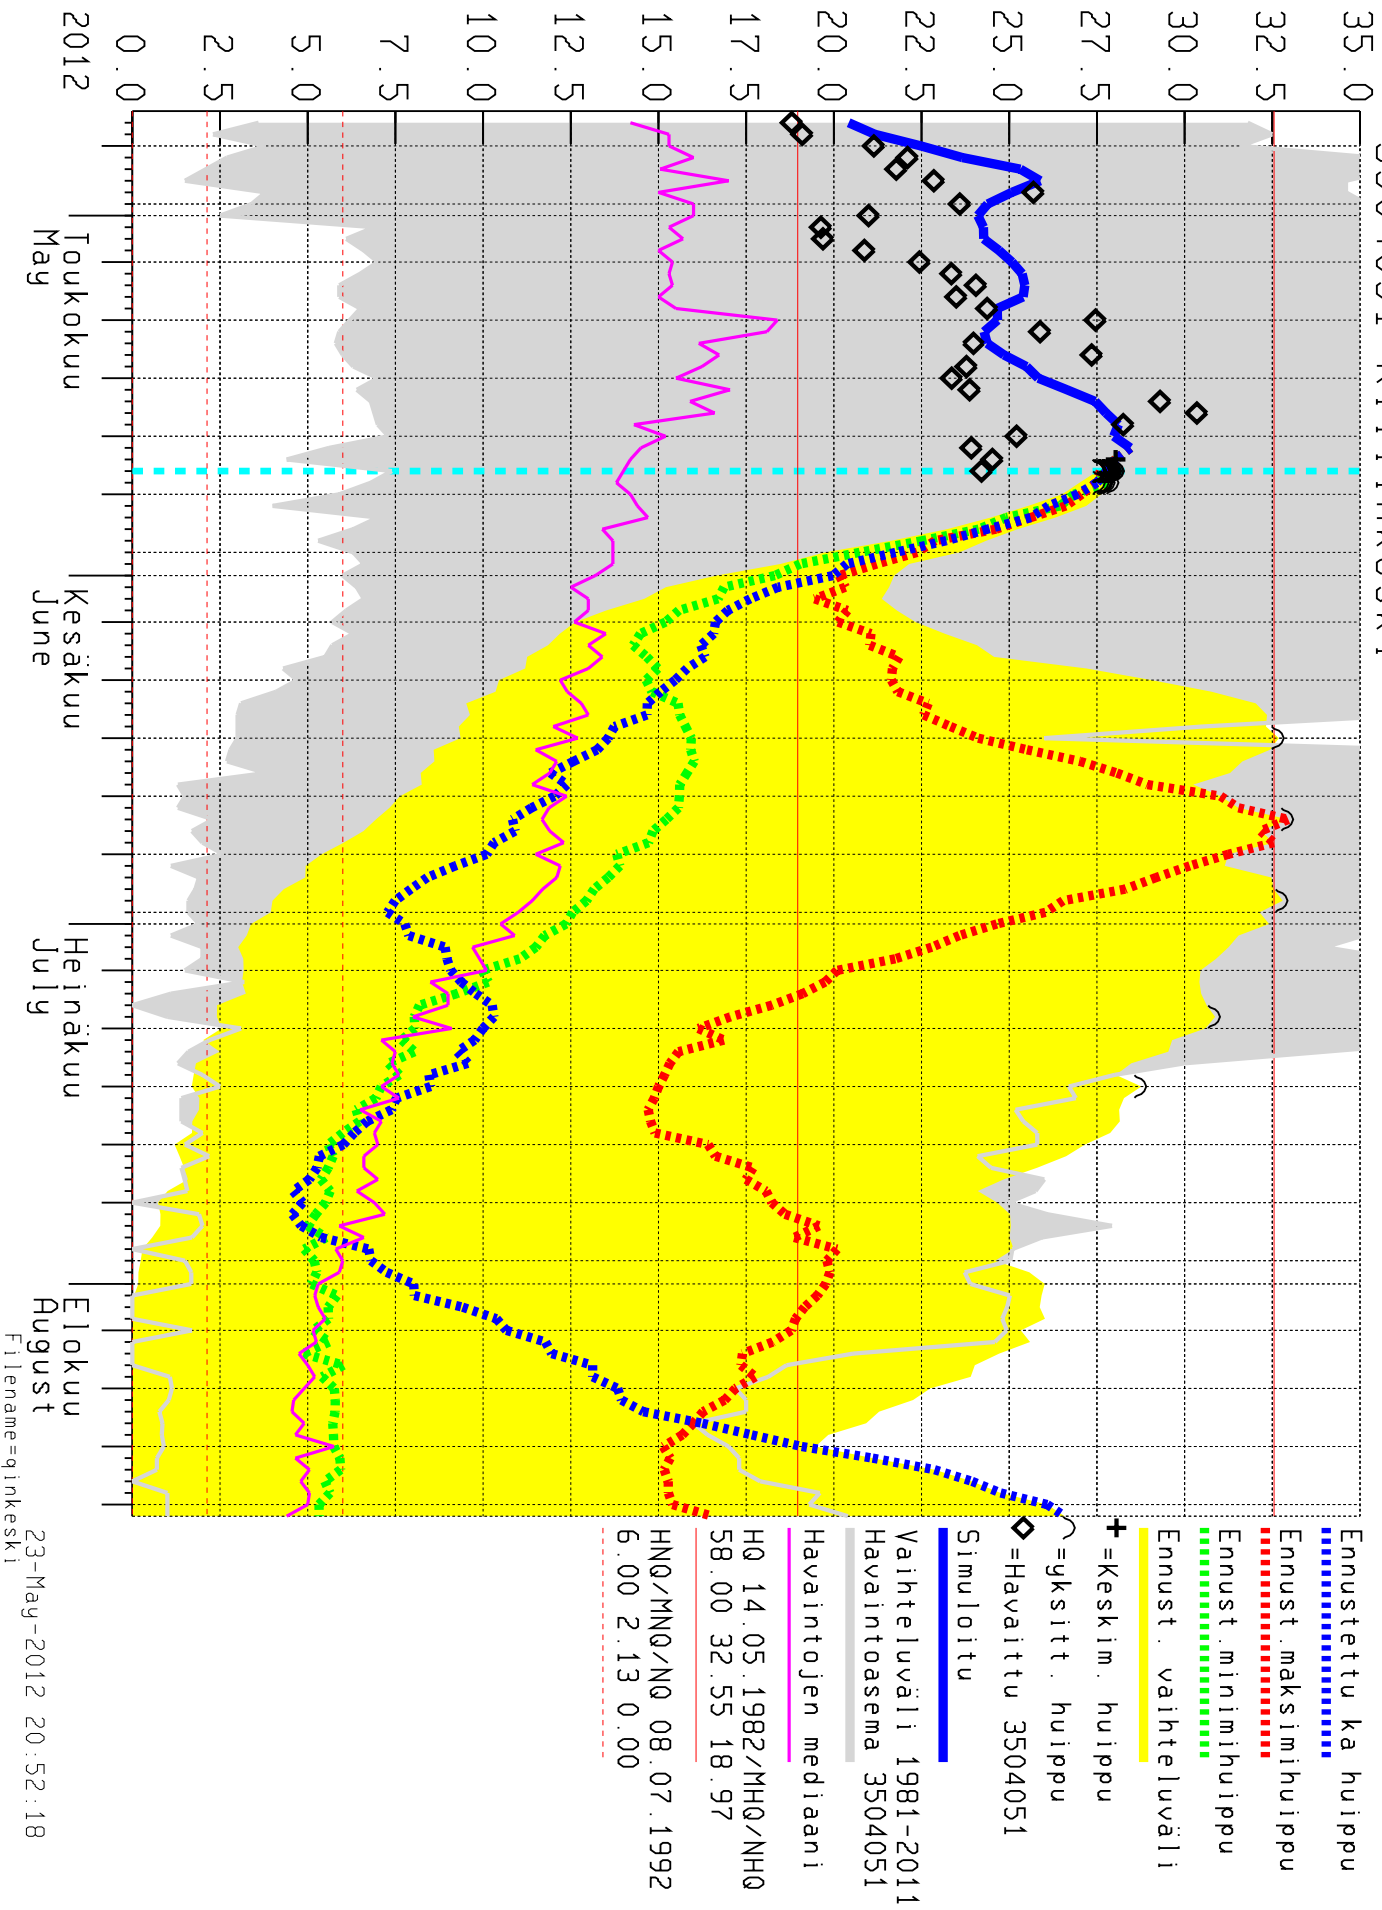 35.0
32.5
30.0
27.5
25.0
22.5
20.0
17.5
15.0
12.5
10.0
7.5
5.0
2.5
0.0
2012
Toukokuu
May
Kesäkuu
June
Heinäkuu
July
Elokuu
August
Ennustettu ka huippu
Ennust.maksimihuippu
Ennust.minimihuippu
Ennust. vaihteluväli
+ =Keskim. huippu
=yksitt. huippu
=Havaittu 3504051
Simuloitu
Vaihteluväli 1981-2011
Havaintoasema 3504051
Havaintojen mediaani
HQ 14.05.1982/MHQ/NHQ
58.00 32.55 18.97
HNQ/MNQ/NQ 08.07.1992
6.00 2.13 0.00
23-May-2012 20:52:18
Filename=qinkeski